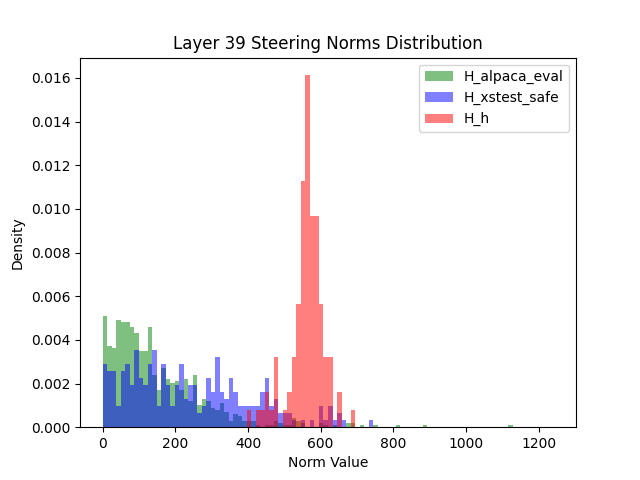 Layer 39 Steering Norms Distribution
H_alpaca_eval
H_xstest_safe
H_h
0.016
0.014
0.012
0.010
0.008
0.006
0.004
0.002
0.000
Density
0 200 400 600 800 1000 1200
Norm Value